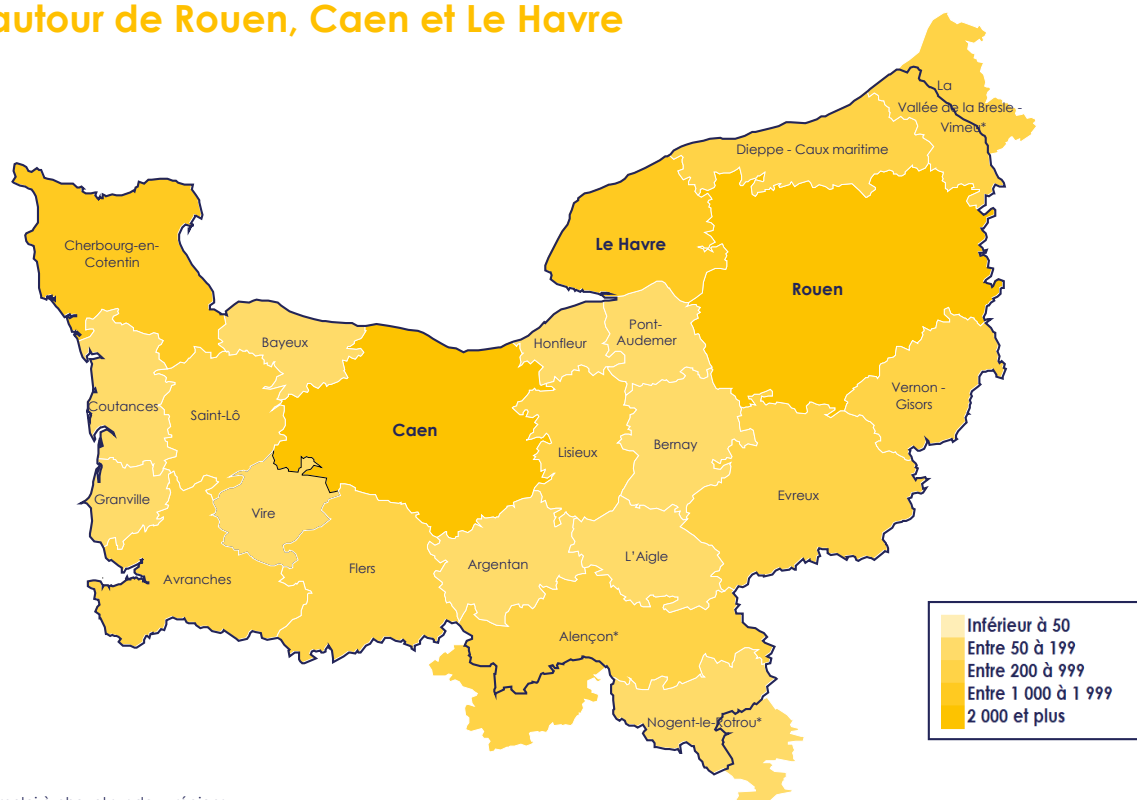 autour de Rouen, Caen et Le Havre
La
Vallée de la Bresle -
Vimeu*
Dieppe - Caux maritime
Cherbourg-en-
Cotentin
Le Havre
Rouen
Pont-
Audemer
Bayeux
Honfleur
Vernon -
Gisors
Coutances
Saint-Lô
Caen
Lisieux
Bernay
Granville
Vire
Evreux
Avranches
Flers
Argentan
L'Aigle
Alençon*
Nogent-le-Rotrou*
Inférieur à 50
Entre 50 à 199
Entre 200 à 999
Entre 1 000 à 1 999
2 000 et plus